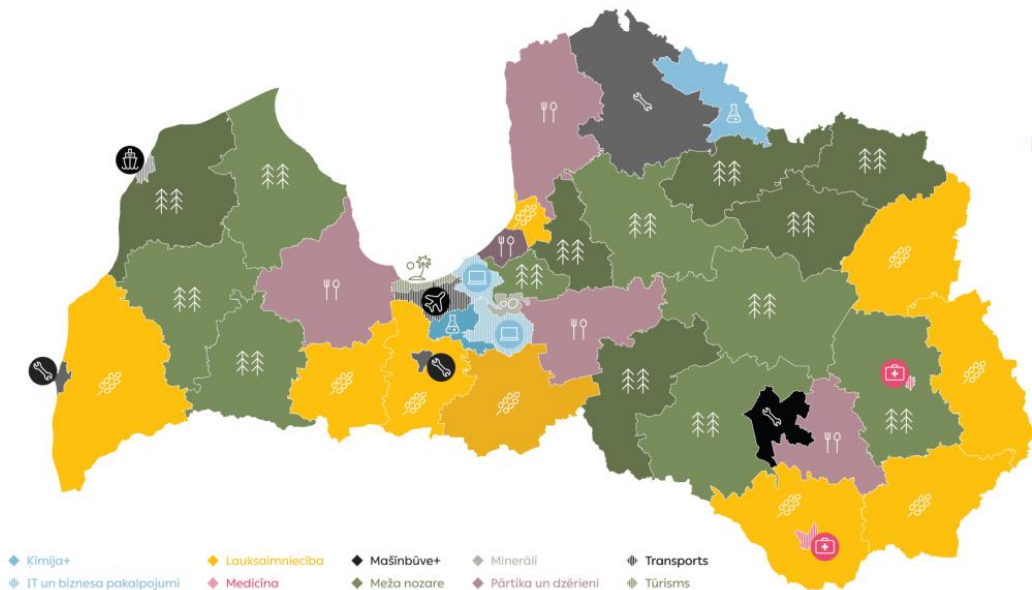 Ķīmija+ Lauksaimniecība Mašīnbūve+ Minerāli Transports
IT un biznesa pakalpojumi Medicīna Meža nozare Pārtika un dzērieni Tūrisms